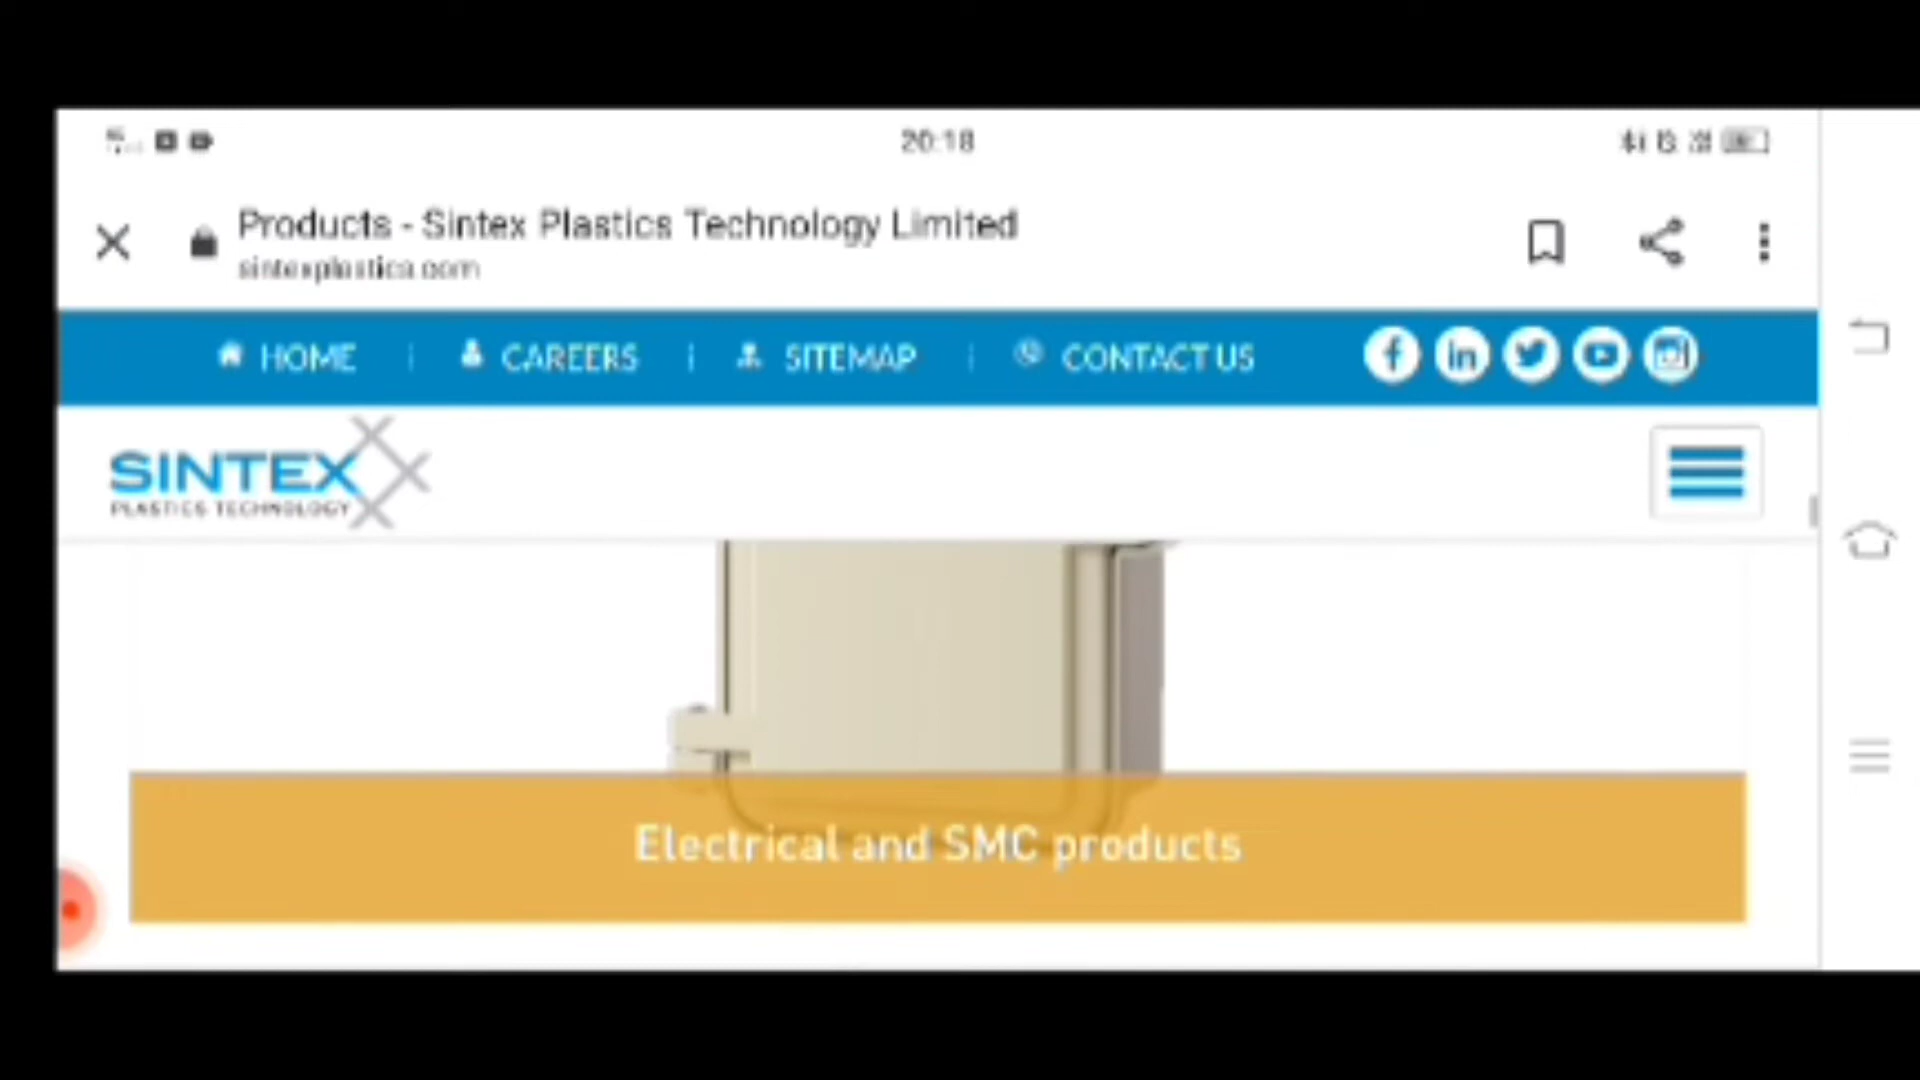 20:18
Products - Sintex Plastics Technology Limited
sintexplastics.com
HOME
CAREERS
SITEMAP
CONTACT US
SINTEX
PLASTICS TECHNOLOGY
Electrical and SMC products